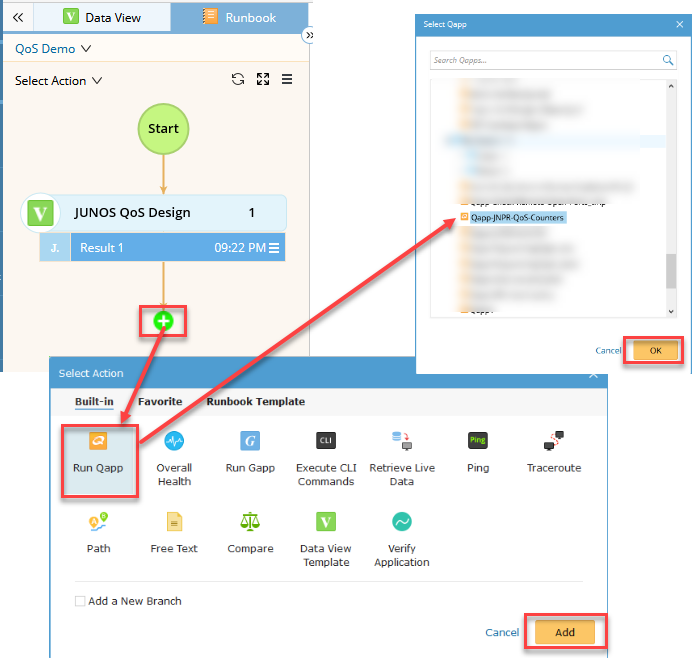 Data View
Runbook
QoS Demo
Select Action
Start
JUNOS QoS Design 1
J. Result 1 09:22 PM
Select Qapp
Search Qapps...
Qapp-JNPR-QoS-Counters
Cancel
OK
Select Action
Built-in
Favorite
Runbook Template
Run Qapp
Overall
Health
Run Gapp
G
CLI
Execute CLI
Commands
Retrieve Live
Data
Ping
Ping
Traceroute
A
B
Path
Free Text
Compare
V
Data View
Template
Verify
Application
Add a New Branch
Cancel
Add